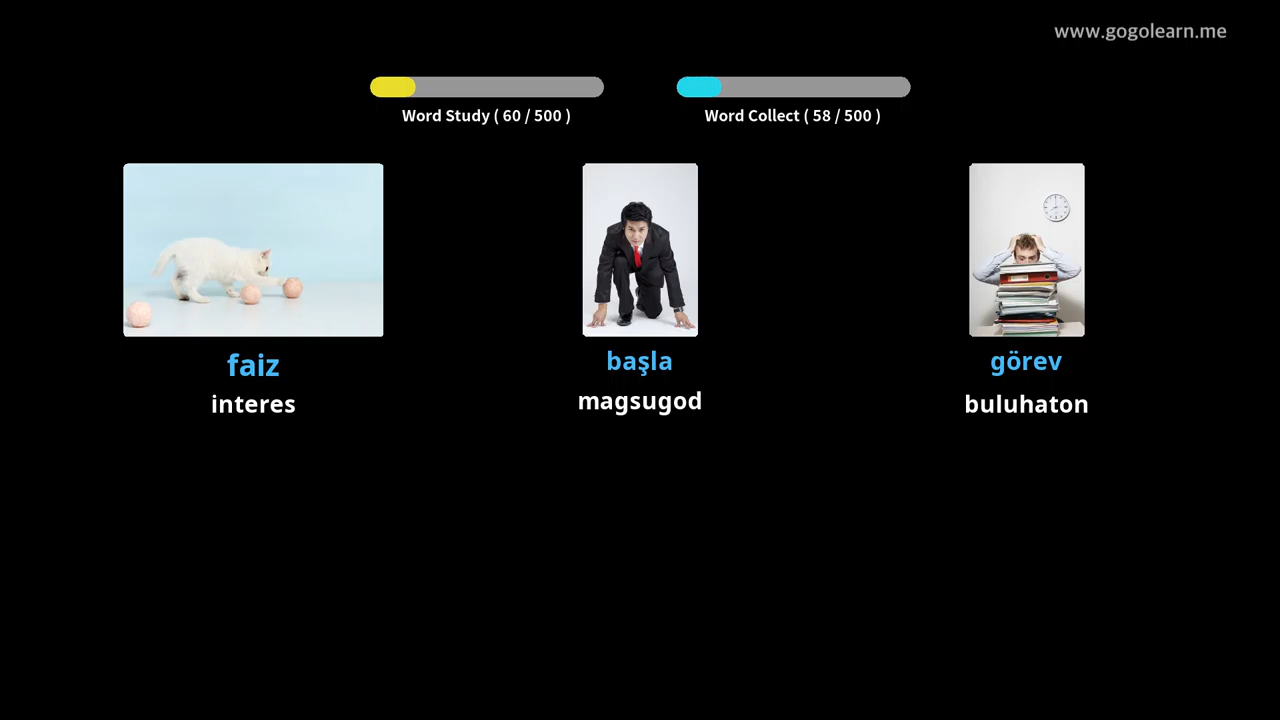 www.gogolearn.me
Word Study ( 60 / 500 )
Word Collect ( 58 / 500 )
faiz
başla
görev
interes
magsugod
buluhaton